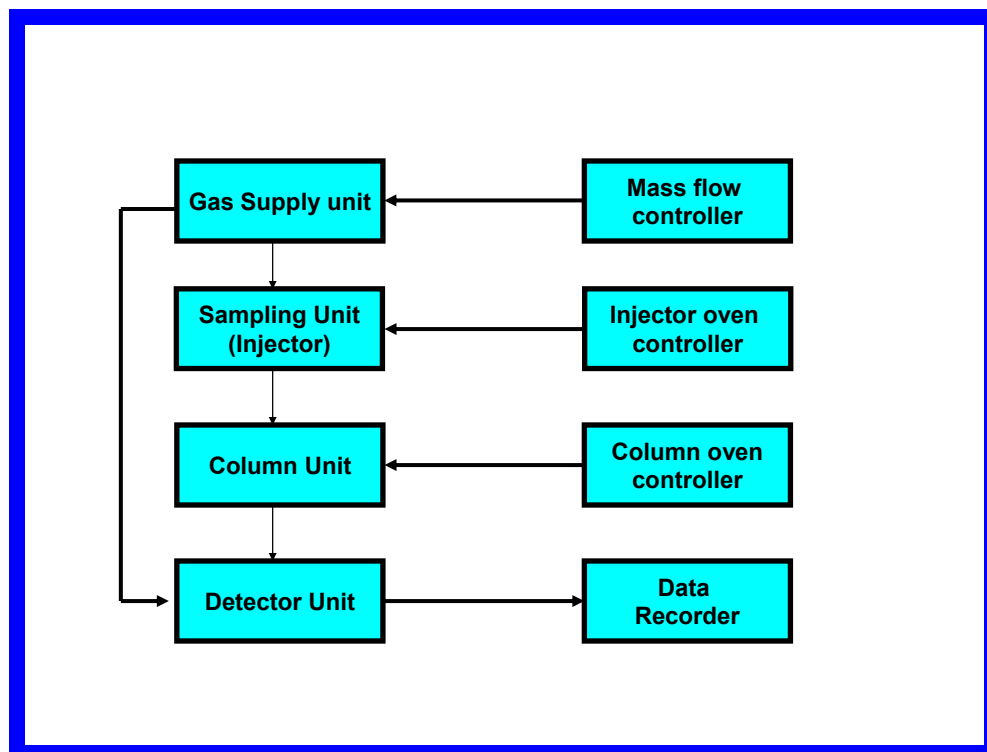 Gas Supply unit
Mass flow
controller
Sampling Unit
(Injector)
Injector oven
controller
Column Unit
Column oven
controller
Detector Unit
Data
Recorder